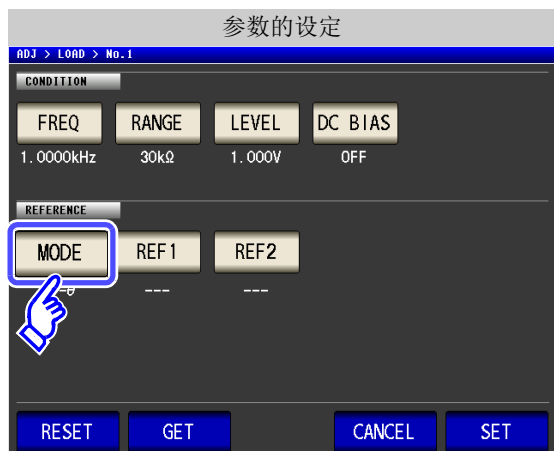 参数的设定
ADJ > LOAD > No.1
CONDITION
FREQ RANGE LEVEL DC BIAS
1.0000kHz 30kΩ 1.000V OFF
REFERENCE
MODE REF1 REF2
--- ---
RESET GET CANCEL SET